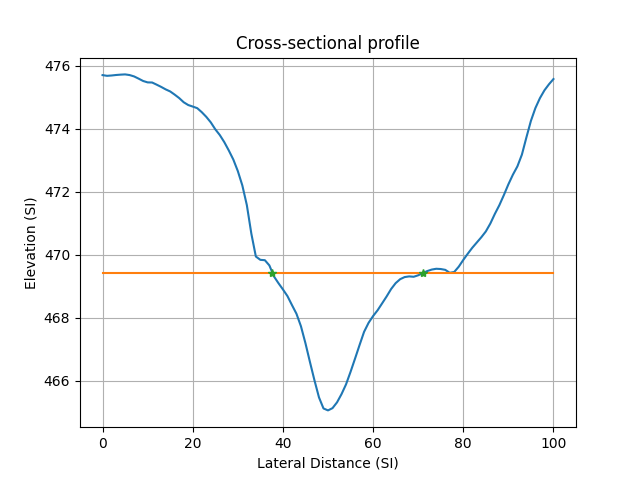 Cross-sectional profile
476
474
472
470
468
466
Elevation (SI)
0 20 40 60 80 100
Lateral Distance (SI)